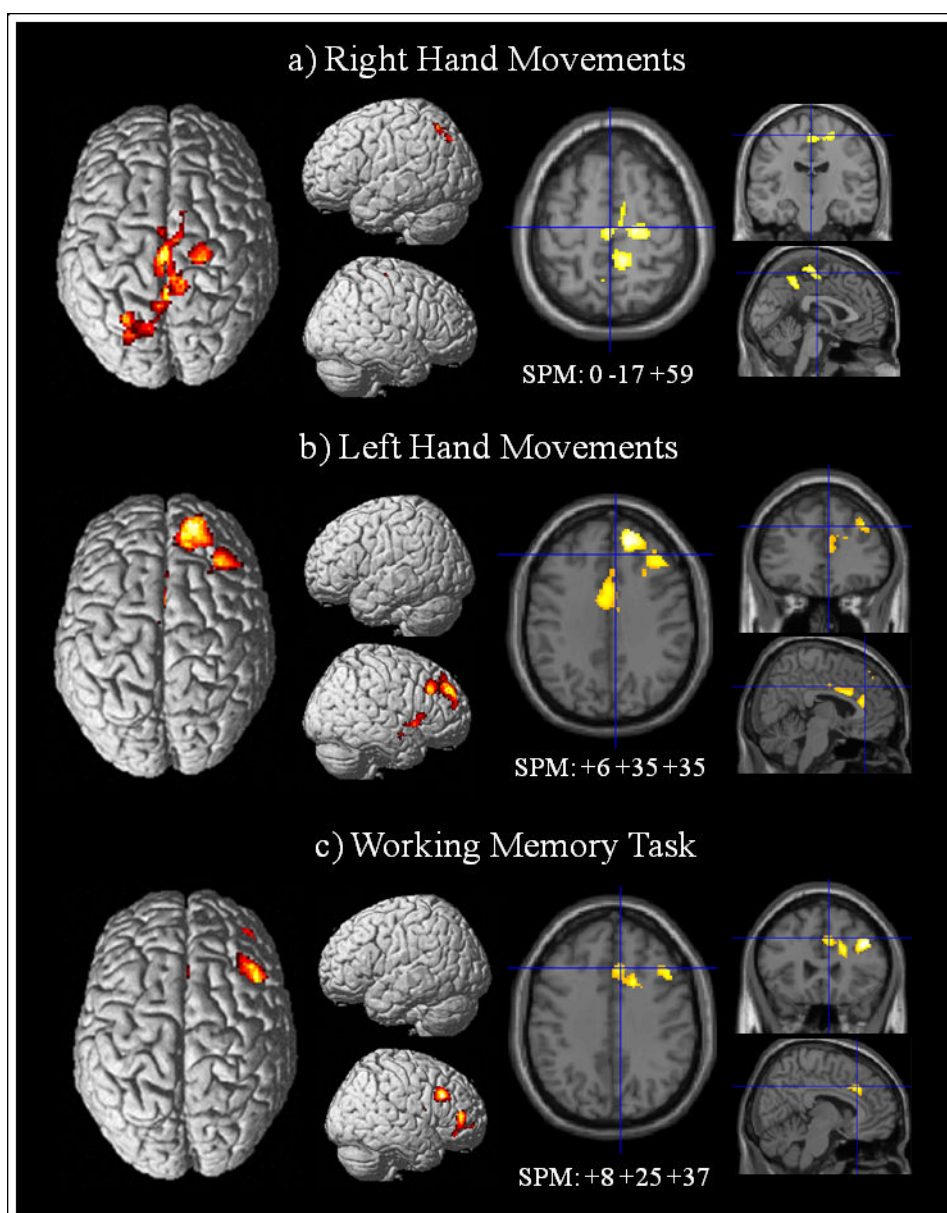 a) Right Hand Movements
SPM: 0 -17 +59
b) Left Hand Movements
SPM: +6 +35 +35
c) Working Memory Task
SPM: +8 +25 +37